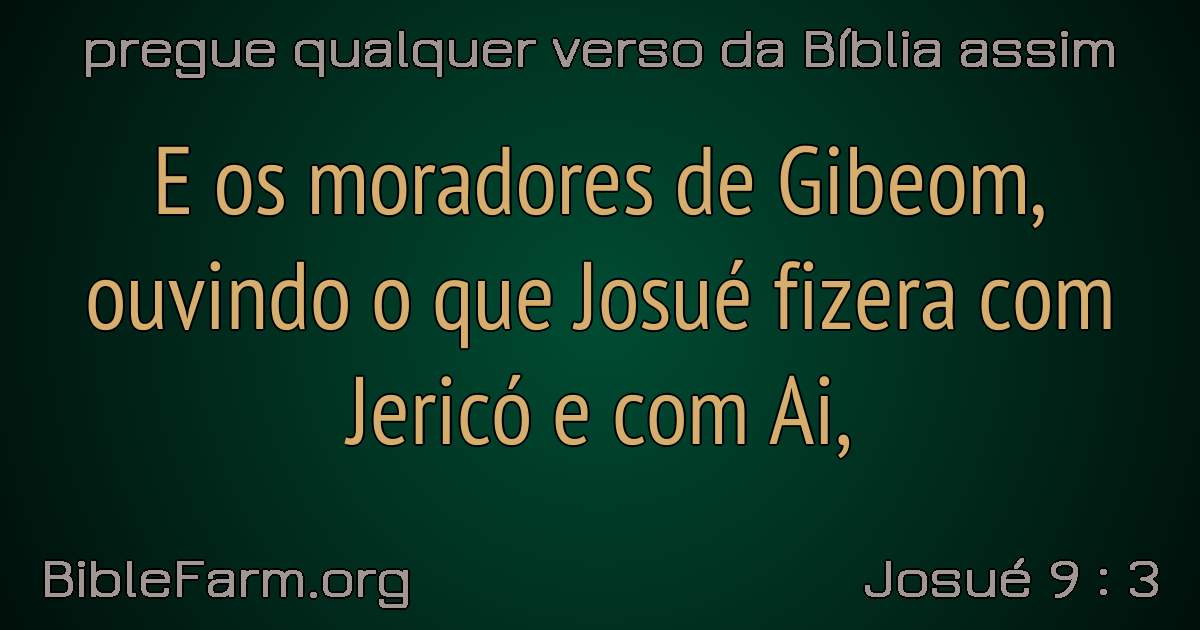 pregue qualquer verso da Bíblia assim
E os moradores de Gibeom,
ouvindo o que Josué fizera com
Jericó e com Ai,
BibleFarm.org
Josué 9 : 3